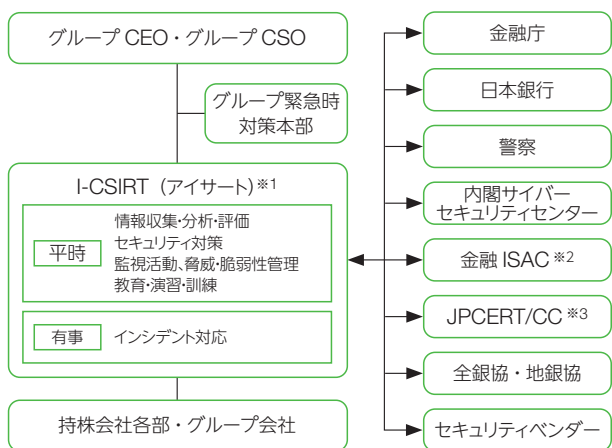 グループ CEO・グループ CSO
グループ緊急時
対策本部
I-CSIRT（アイサート）※1
平時
情報収集・分析・評価
セキュリティ対策
監視活動、脅威・脆弱性管理
教育・演習・訓練
有事
インシデント対応
持株会社各部・グループ会社
金融庁
日本銀行
警察
内閣サイバー
セキュリティセンター
金融 ISAC ※2
JPCERT/CC ※3
全銀協・地銀協
セキュリティベンダー